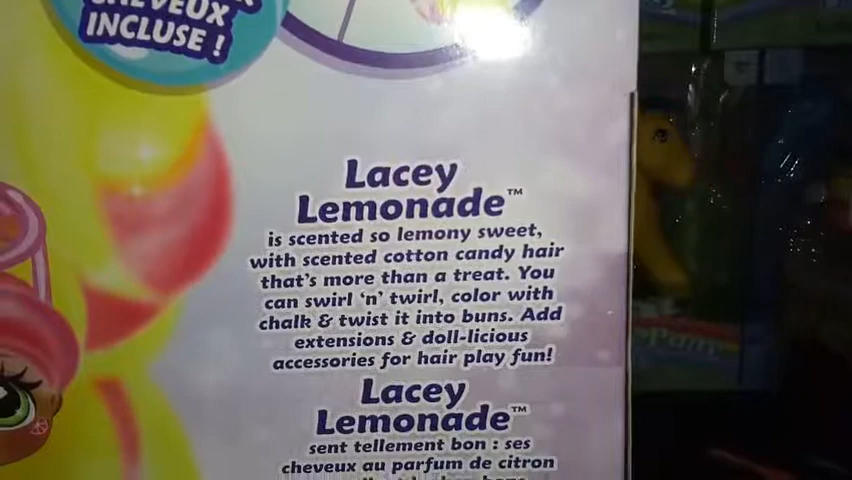 CHEVEUX
INCLUSE !
Lacey
Lemonade™
is scented so lemony sweet,
with scented cotton candy hair
that's more than a treat. You
can swirl 'n' twirl, color with
chalk & twist it into buns. Add
extensions & doll-licious
accessories for hair play fun!
Lacey
Lemonade™
sent tellement bon : ses
cheveux au parfum de citron